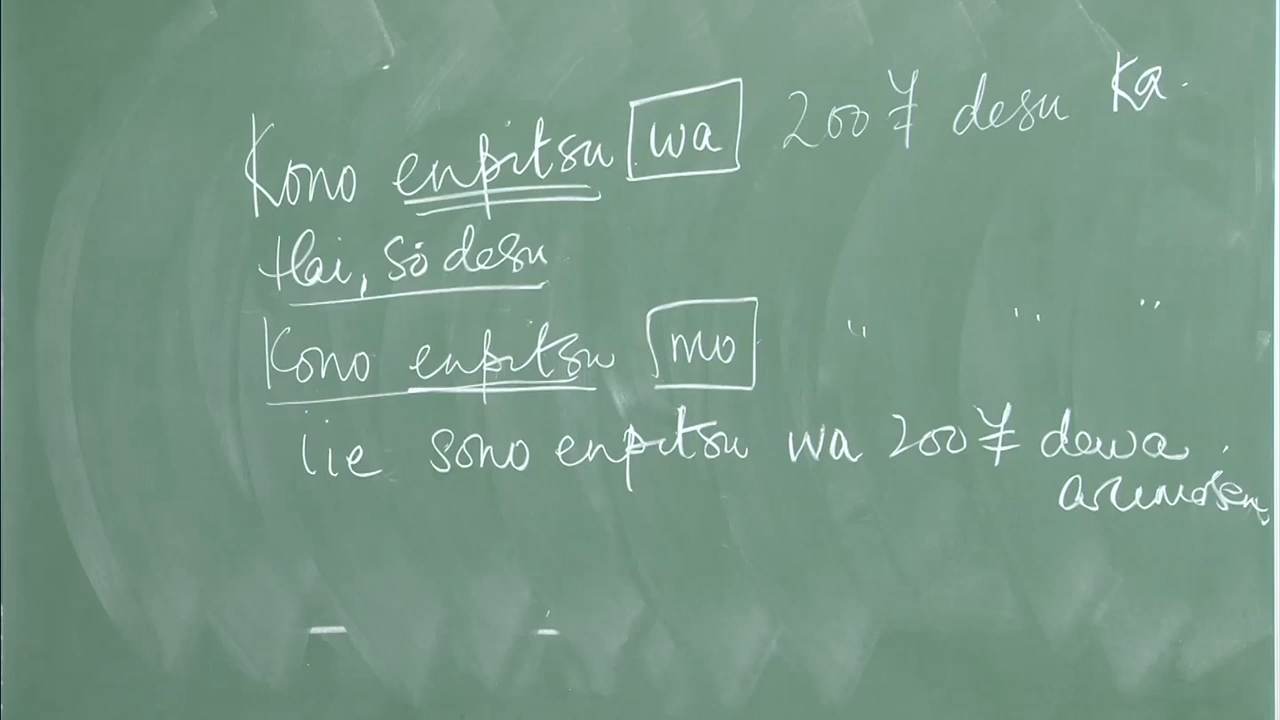 Kono enpitsu wa 200¥ desu ka.
Hai, sō desu
Kono enpitsu mo " " "
iie sono enpitsu wa 200¥ dewa
arimasen